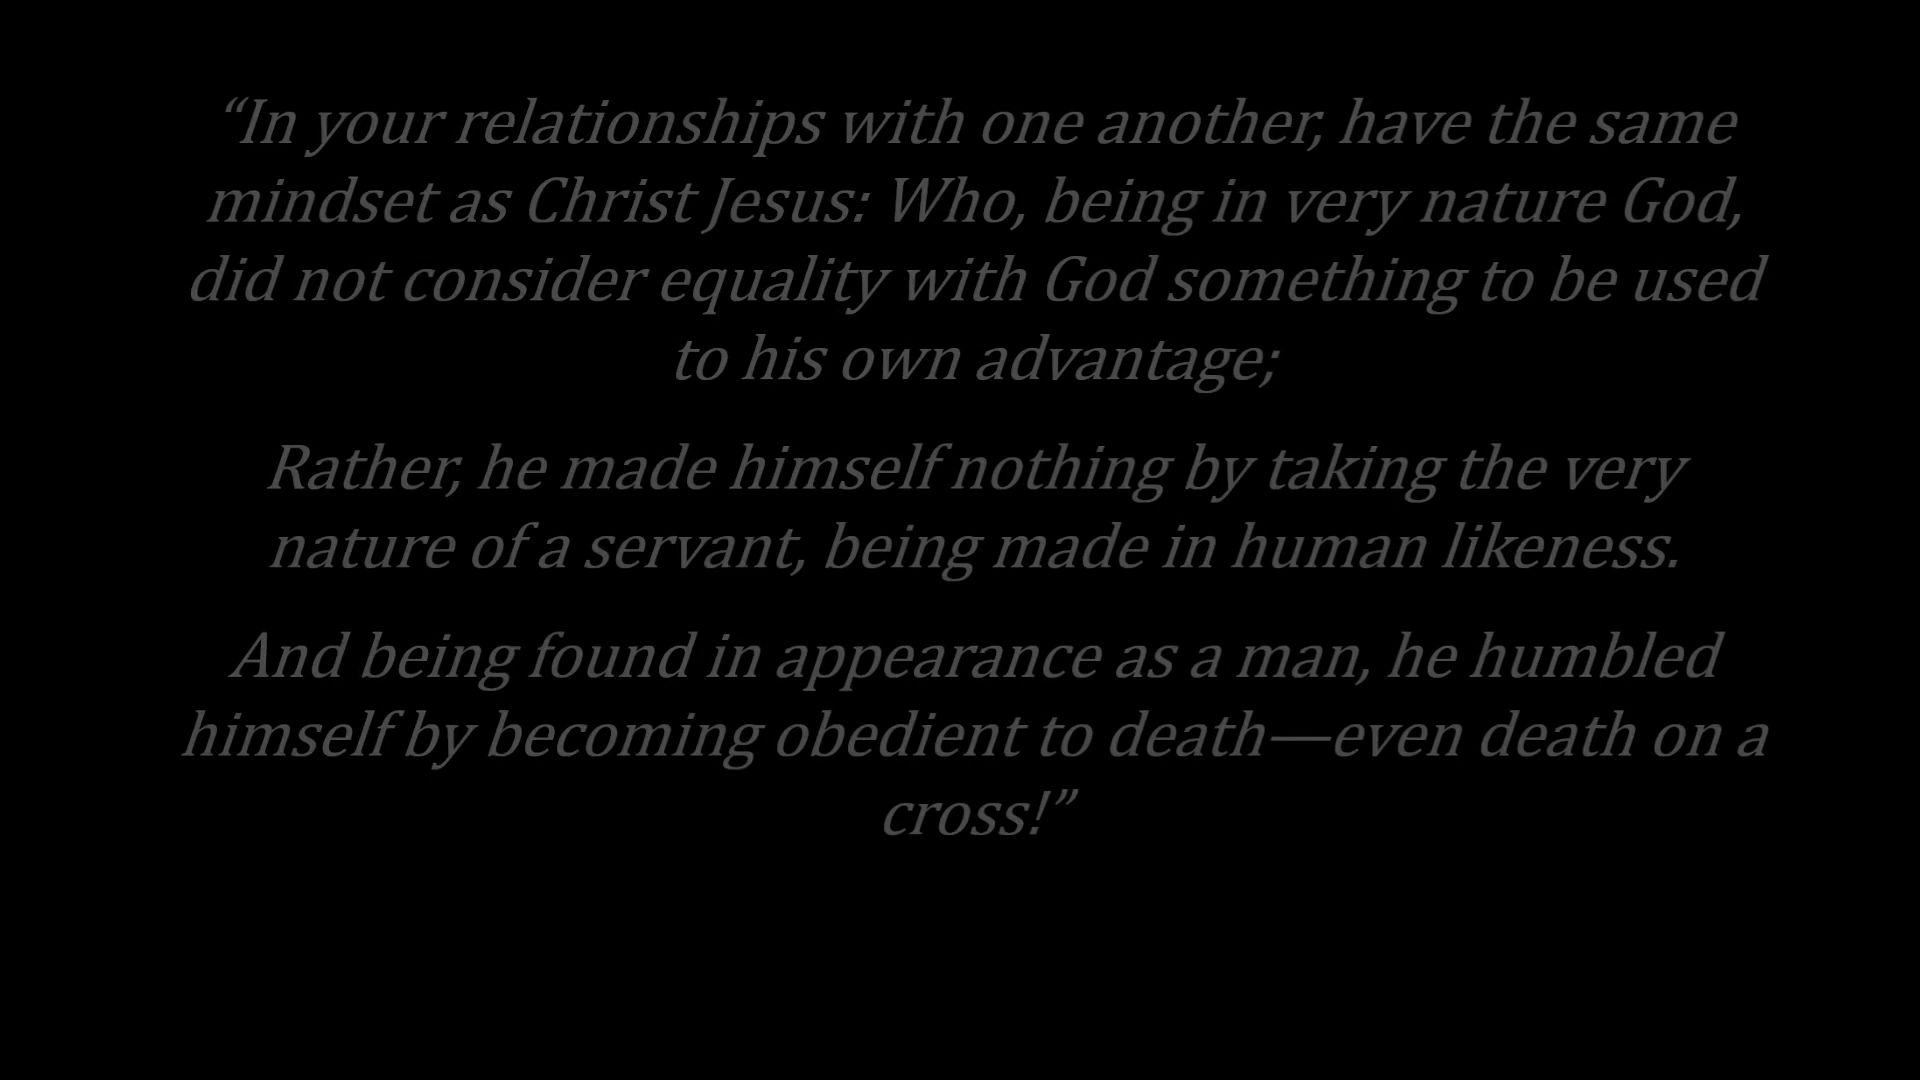 “In your relationships with one another, have the same
mindset as Christ Jesus: Who, being in very nature God,
did not consider equality with God something to be used
to his own advantage;
Rather, he made himself nothing by taking the very
nature of a servant, being made in human likeness.
And being found in appearance as a man, he humbled
himself by becoming obedient to death—even death on a
cross!”